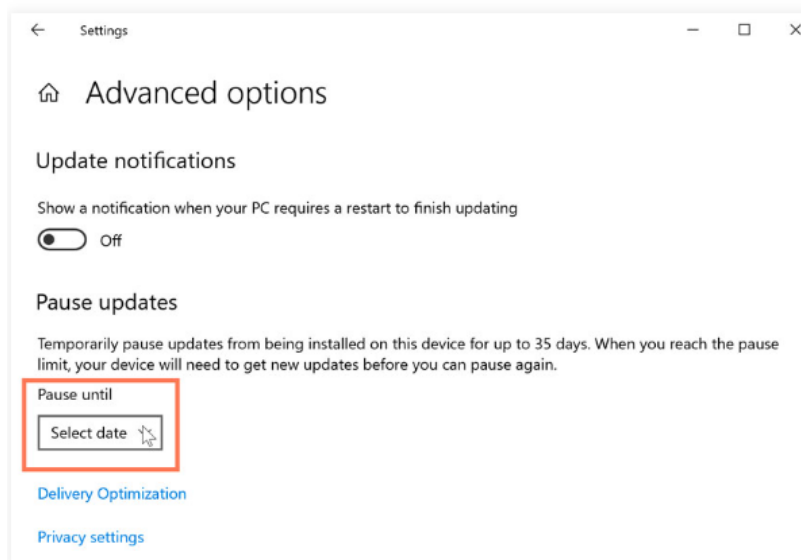 Settings
Advanced options
Update notifications
Show a notification when your PC requires a restart to finish updating
Off
Pause updates
Temporarily pause updates from being installed on this device for up to 35 days. When you reach the pause
limit, your device will need to get new updates before you can pause again.
Pause until
Select date
Delivery Optimization
Privacy settings